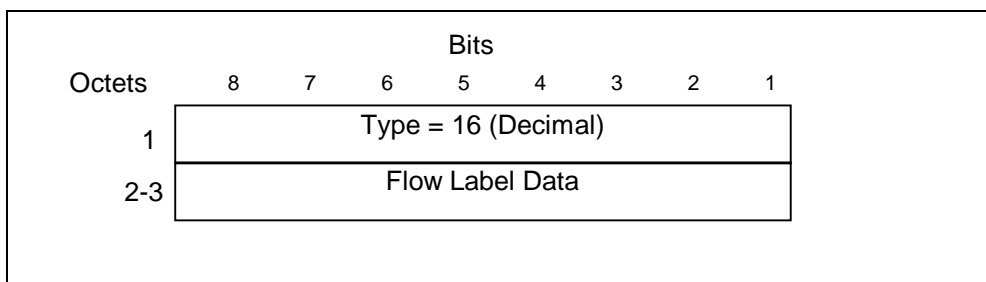 Bits
Octets 8 7 6 5 4 3 2 1
1 Type = 16 (Decimal)
2-3 Flow Label Data